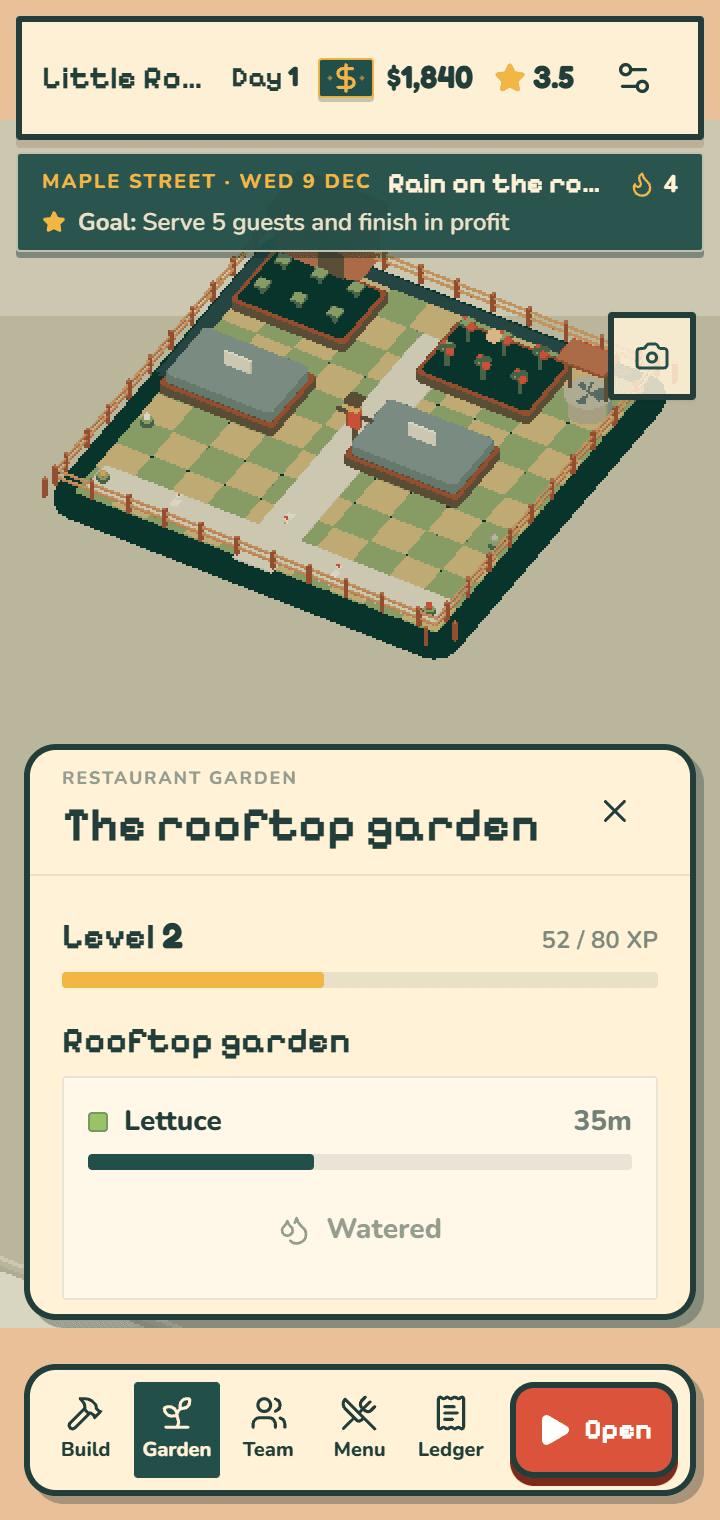 Little Ro...
Day 1
$1,840
3.5
MAPLE STREET · WED 9 DEC
Rain on the ro...
4
Goal: Serve 5 guests and finish in profit
RESTAURANT GARDEN
The rooftop garden
Level 2
52 / 80 XP
Rooftop garden
Lettuce
35m
Watered
Build
Garden
Team
Menu
Ledger
Open